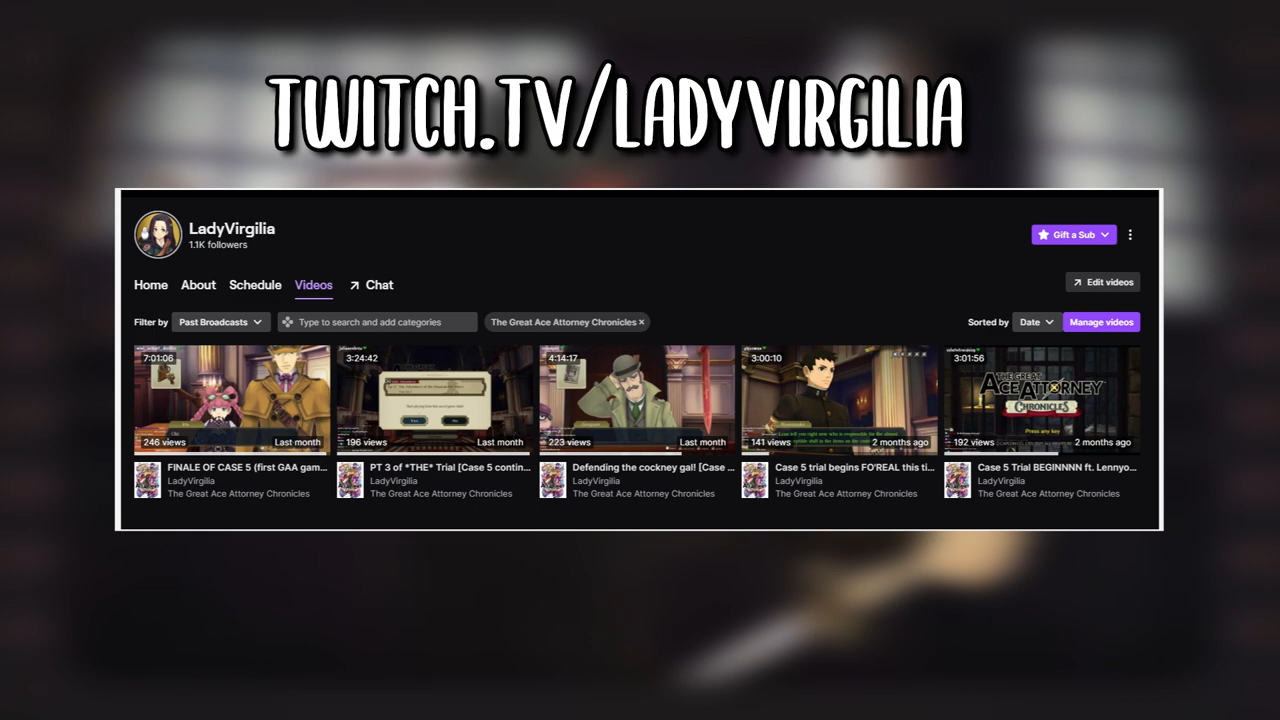 TWITCH.TV/LADYVIRGILIA
LadyVirgilia
1.1K followers
Gift a Sub
Home About Schedule Videos Chat
Edit videos
Filter by Past Broadcasts Type to search and add categories The Great Ace Attorney Chronicles × Sorted by Date Manage videos
7:01:06 3:24:42 4:14:17 3:00:10 3:01:56
THE GREAT
ACE ATTORNEY
CHRONICLES
Press any key
Yes No
246 views Last month 196 views Last month 223 views Last month 141 views 2 months ago 192 views 2 months ago
FINALE OF CASE 5 (first GAA gam... PT 3 of *THE* Trial [Case 5 contin... Defending the cockney gal! [Case ... Case 5 trial begins FO'REAL this ti... Case 5 Trial BEGINNNN ft. Lennyo...
LadyVirgilia LadyVirgilia LadyVirgilia LadyVirgilia LadyVirgilia
The Great Ace Attorney Chronicles The Great Ace Attorney Chronicles The Great Ace Attorney Chronicles The Great Ace Attorney Chronicles The Great Ace Attorney Chronicles